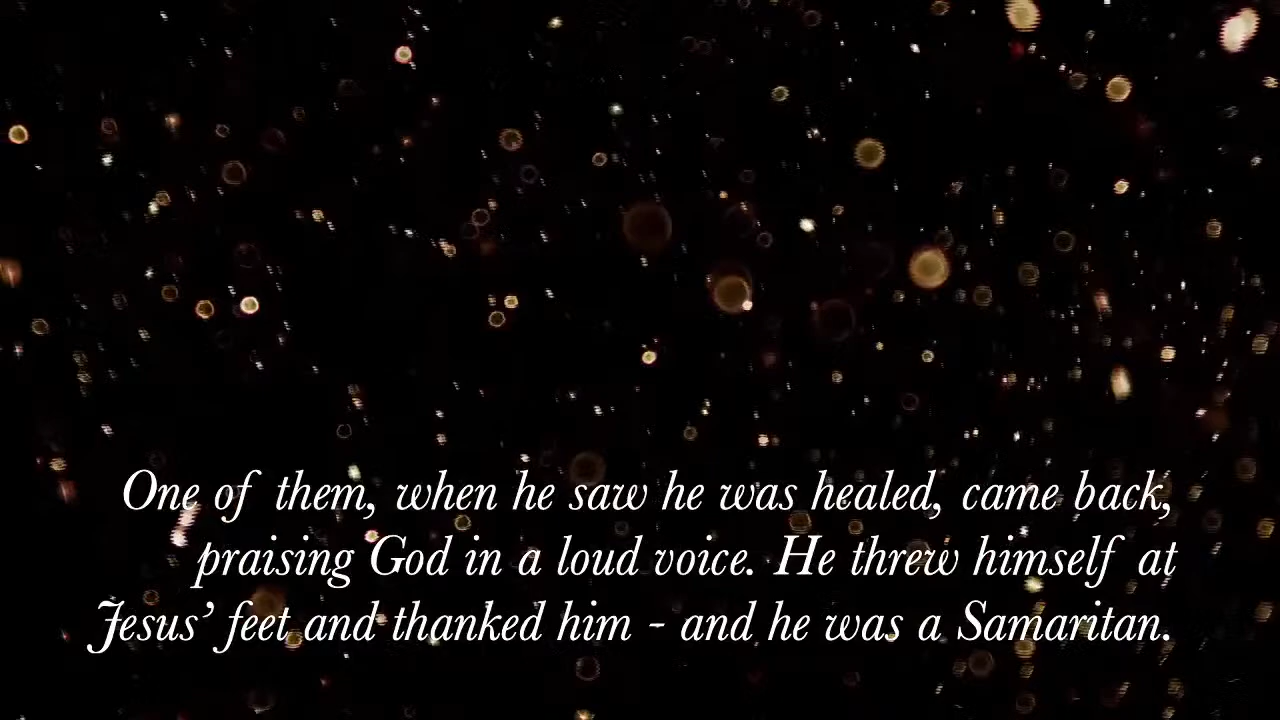 One of them, when he saw he was healed, came back,
praising God in a loud voice. He threw himself at
Jesus’ feet and thanked him - and he was a Samaritan.